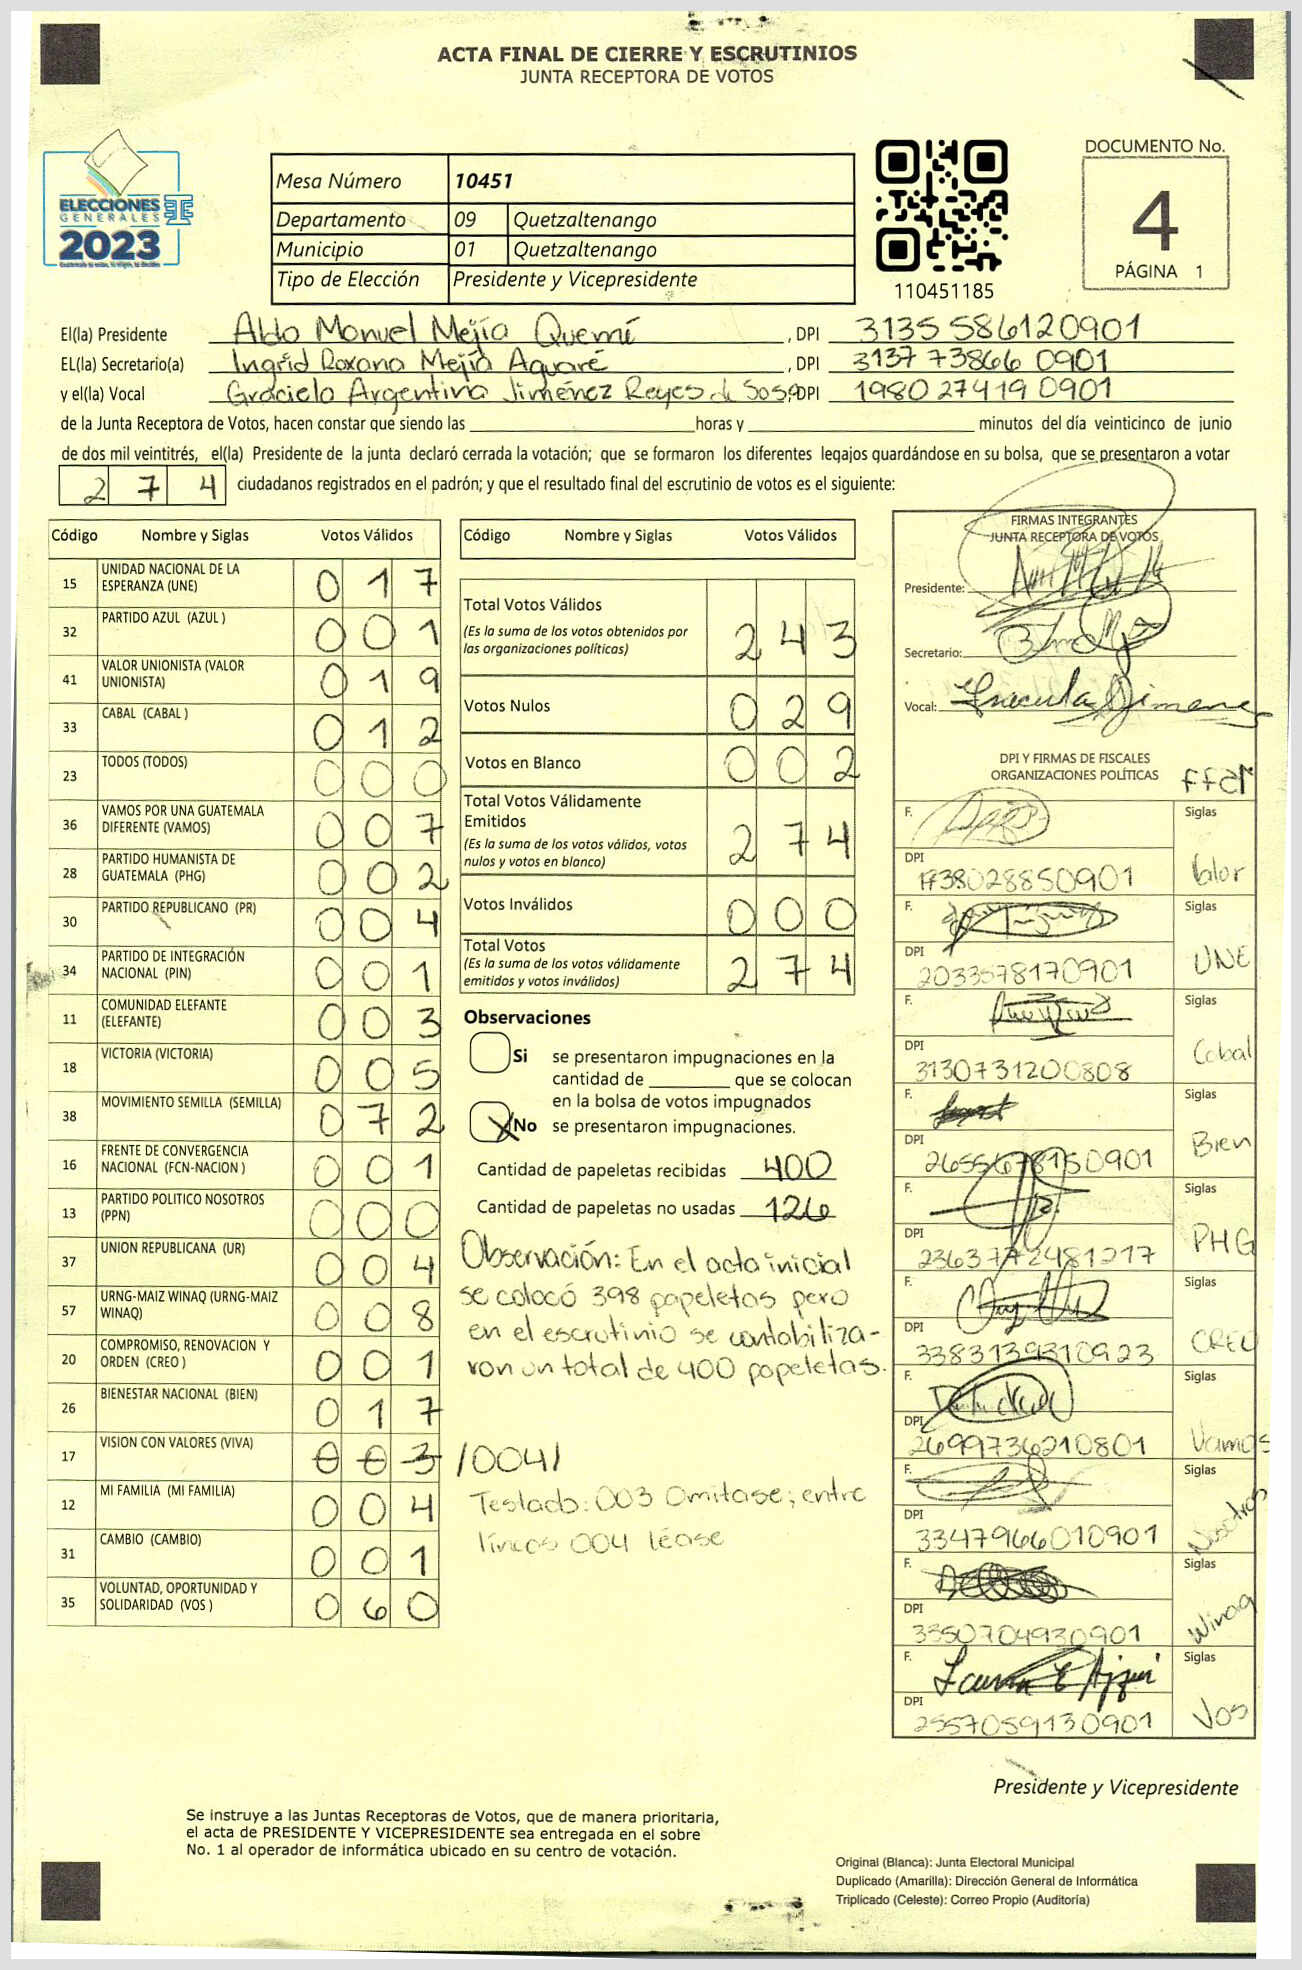 ACTA FINAL DE CIERRE Y ESCRUTINIOS
JUNTA RECEPTORA DE VOTOS
ELECCIONES
GENERALES
2023
Mesa Número 10451
Departamento 09 Quetzaltenango
Municipio 01 Quetzaltenango
Tipo de Elección Presidente y Vicepresidente
110451185
DOCUMENTO No.
4
PÁGINA 1
El(la) Presidente Aldo Manuel Mejía Quemé , DPI 3135 586120901
EL(la) Secretario(a) Ingrid Roxana Mejía Aguaré , DPI 3137 73866 0901
y el(la) Vocal Graciela Argentina Jiménez Reyes de Sosa, DPI 1980 27419 0901
de la Junta Receptora de Votos, hacen constar que siendo las ____ horas y ____ minutos del día veinticinco de junio
de dos mil veintitrés, el(la) Presidente de la junta declaró cerrada la votación; que se formaron los diferentes legajos guardándose en su bolsa, que se presentaron a votar
2 7 4 ciudadanos registrados en el padrón; y que el resultado final del escrutinio de votos es el siguiente:
Código Nombre y Siglas Votos Válidos
15 UNIDAD NACIONAL DE LA ESPERANZA (UNE) 0 1 7
32 PARTIDO AZUL (AZUL ) 0 0 1
41 VALOR UNIONISTA (VALOR UNIONISTA) 0 1 9
33 CABAL (CABAL ) 0 1 2
23 TODOS (TODOS) 0 0 0
36 VAMOS POR UNA GUATEMALA DIFERENTE (VAMOS) 0 0 7
28 PARTIDO HUMANISTA DE GUATEMALA (PHG) 0 0 2
30 PARTIDO REPUBLICANO (PR) 0 0 4
34 PARTIDO DE INTEGRACIÓN NACIONAL (PIN) 0 0 1
11 COMUNIDAD ELEFANTE (ELEFANTE) 0 0 3
18 VICTORIA (VICTORIA) 0 0 5
38 MOVIMIENTO SEMILLA (SEMILLA) 0 7 2
16 FRENTE DE CONVERGENCIA NACIONAL (FCN-NACION ) 0 0 1
13 PARTIDO POLITICO NOSOTROS (PPN) 0 0 0
37 UNION REPUBLICANA (UR) 0 0 4
57 URNG-MAIZ WINAQ (URNG-MAIZ WINAQ) 0 0 8
20 COMPROMISO, RENOVACION Y ORDEN (CREO ) 0 0 1
26 BIENESTAR NACIONAL (BIEN) 0 1 7
17 VISION CON VALORES (VIVA) 0 0 3 /004/
12 MI FAMILIA (MI FAMILIA) 0 0 4
31 CAMBIO (CAMBIO) 0 0 1
35 VOLUNTAD, OPORTUNIDAD Y SOLIDARIDAD (VOS ) 0 6 0
Código Nombre y Siglas Votos Válidos
Total Votos Válidos 2 4 3
(Es la suma de los votos obtenidos por
las organizaciones políticas)
Votos Nulos 0 2 9
Votos en Blanco 0 0 2
Total Votos Válidamente
Emitidos 2 7 4
(Es la suma de los votos válidos, votos
nulos y votos en blanco)
Votos Inválidos 0 0 0
Total Votos 2 7 4
(Es la suma de los votos válidamente
emitidos y votos inválidos)
Observaciones
Si se presentaron impugnaciones en la
cantidad de ____ que se colocan
en la bolsa de votos impugnados
X No se presentaron impugnaciones.
Cantidad de papeletas recibidas 400
Cantidad de papeletas no usadas 126
Observación: En el acta inicial
se colocó 398 papeletas pero
en el escrutinio se contabiliza-
ron un total de 400 papeletas.
Testado: 003 Omitase; entre
líneas 004 léase
FIRMAS INTEGRANTES
JUNTA RECEPTORA DE VOTOS
Presidente:
Secretario:
Vocal: Graciela Jimenez
DPI Y FIRMAS DE FISCALES
ORGANIZACIONES POLÍTICAS
F. Siglas
DPI 1738028850901 Valor
F. Siglas
DPI 2033578170901 UNE
F. Siglas
DPI 3130731200808 Cabal
F. Siglas
DPI 2655678150901 Bien
F. Siglas
DPI 2363772481217 PHG
F. Siglas
DPI 3383139310923 CREO
F. Siglas
DPI 2699736210801 Vamos
F. Siglas
DPI 3347966010901 Nosotros
F. Siglas
DPI 3350704930901 Winaq
F. Siglas
DPI 2557059130901 Vos
Presidente y Vicepresidente
Se instruye a las Juntas Receptoras de Votos, que de manera prioritaria,
el acta de PRESIDENTE Y VICEPRESIDENTE sea entregada en el sobre
No. 1 al operador de informática ubicado en su centro de votación.
Original (Blanca): Junta Electoral Municipal
Duplicado (Amarilla): Dirección General de Informática
Triplicado (Celeste): Correo Propio (Auditoría)